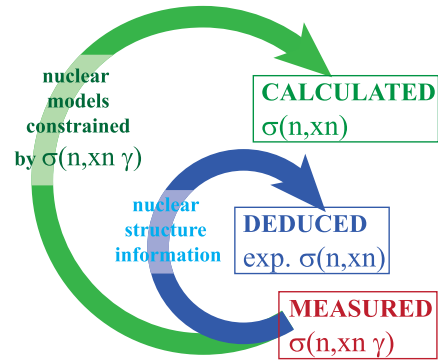 nuclear
models
constrained
by σ(n,xn γ)
CALCULATED
σ(n,xn)
nuclear
structure
information
DEDUCED
exp. σ(n,xn)
MEASURED
σ(n,xn γ)